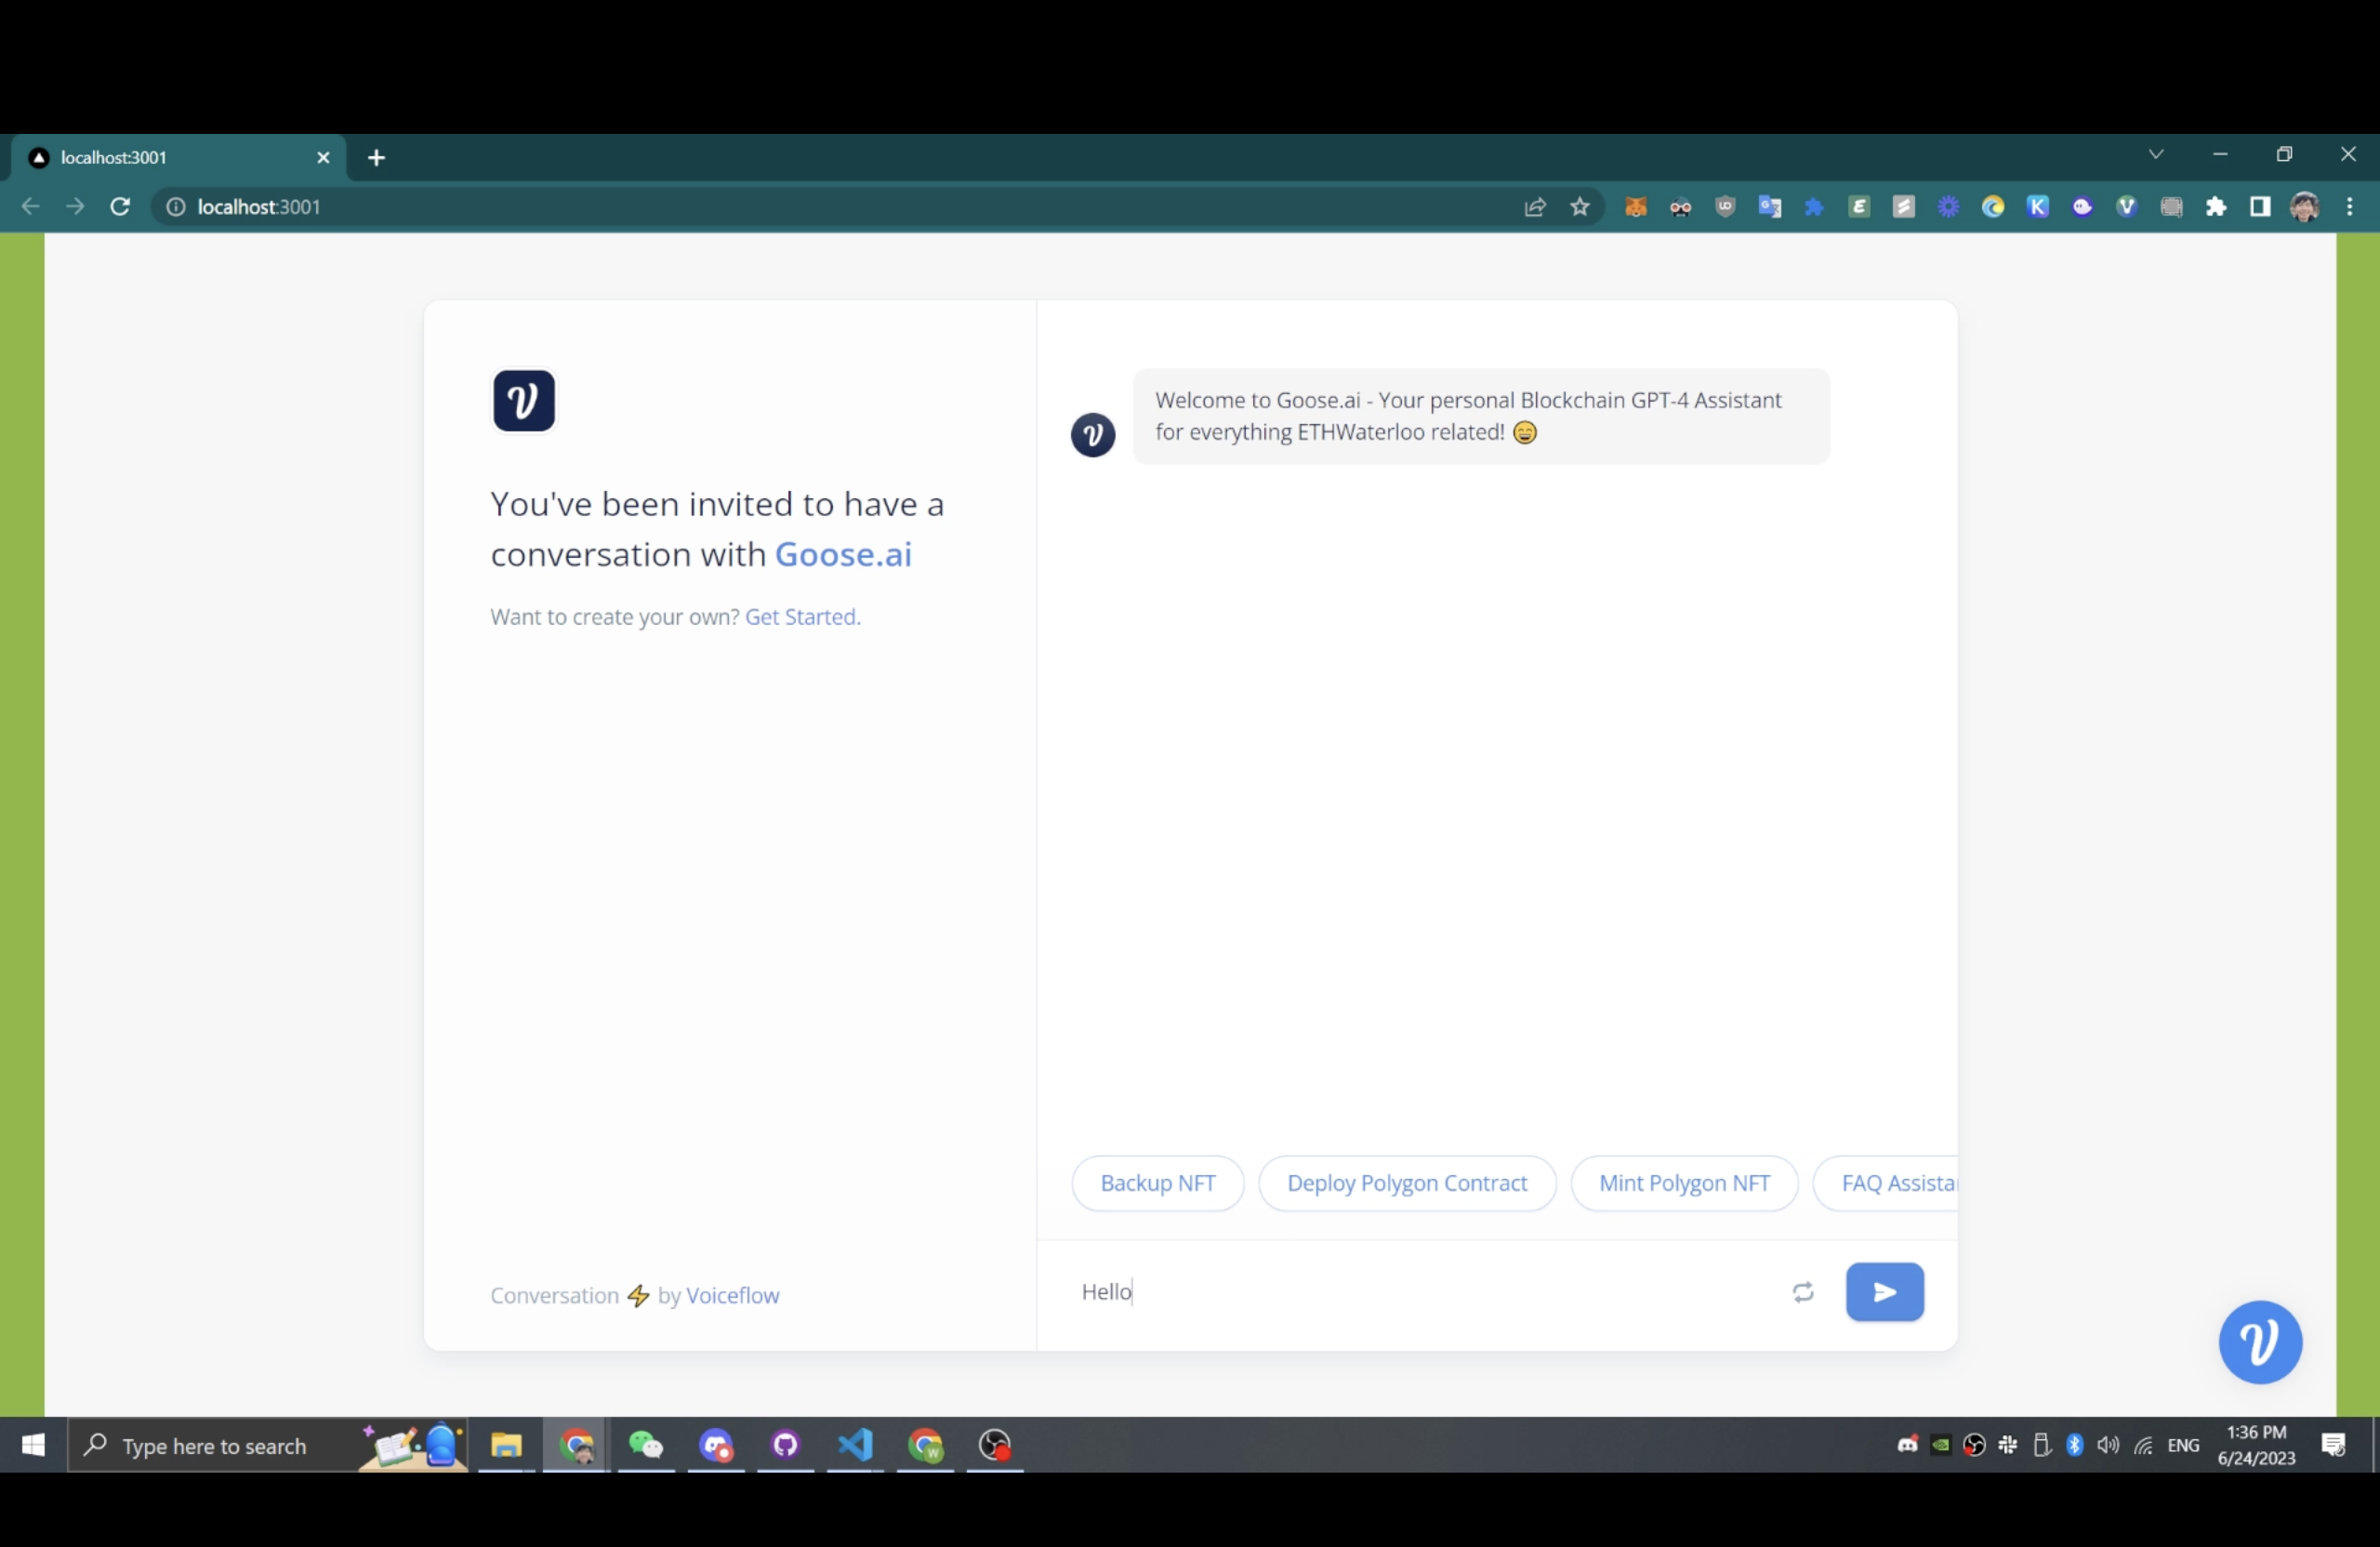 localhost:3001
localhost:3001
You've been invited to have a
conversation with Goose.ai
Want to create your own? Get Started.
Conversation ⚡ by Voiceflow
Welcome to Goose.ai - Your personal Blockchain GPT-4 Assistant
for everything ETHWaterloo related! 😄
Backup NFT
Deploy Polygon Contract
Mint Polygon NFT
FAQ Assista
Hello
Type here to search
ENG
1:36 PM
6/24/2023